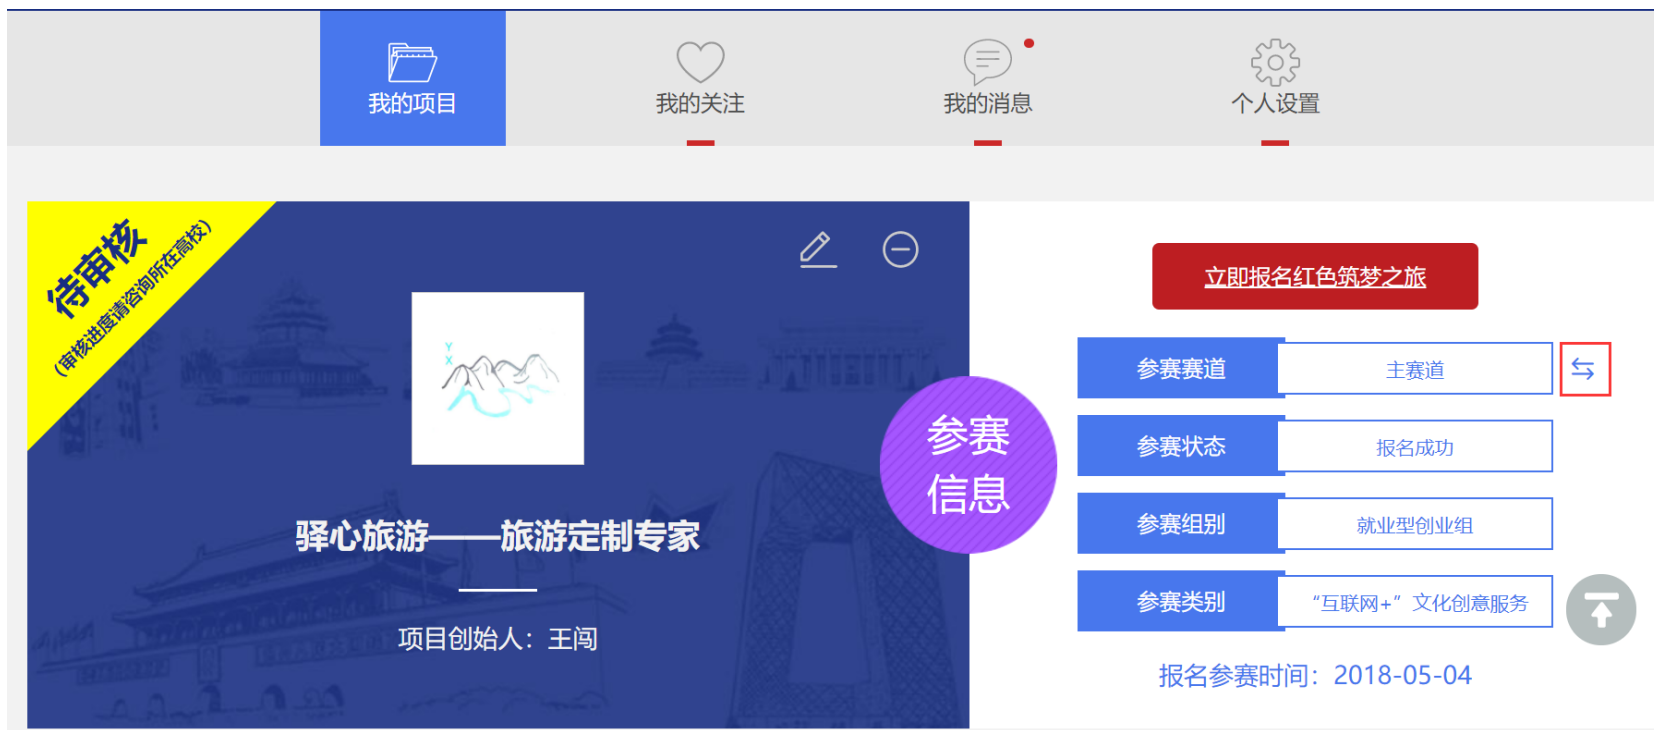 我的项目
我的关注
我的消息
个人设置
待审核
（审核进度请咨询所在高校）
Y
X
驿心旅游——旅游定制专家
项目创始人：王闯
参赛
信息
立即报名红色筑梦之旅
参赛赛道 主赛道
参赛状态 报名成功
参赛组别 就业型创业组
参赛类别 “互联网+”文化创意服务
报名参赛时间：2018-05-04